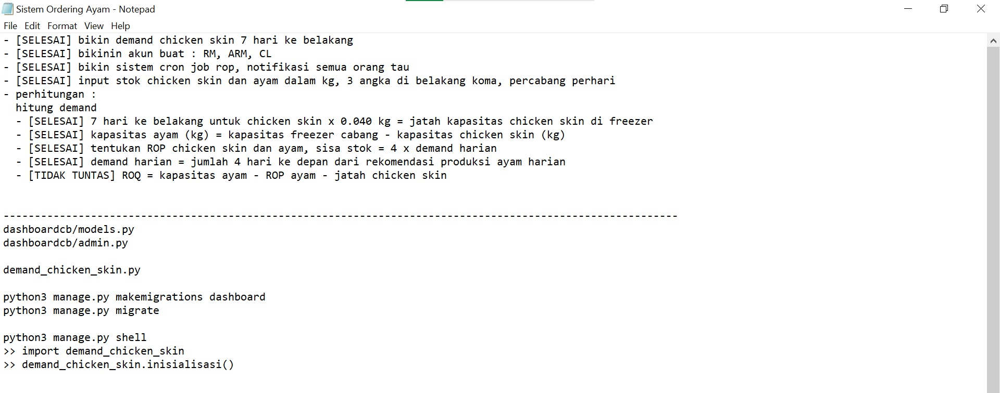 Sistem Ordering Ayam - Notepad
File Edit Format View Help
- [SELESAI] bikin demand chicken skin 7 hari ke belakang
- [SELESAI] bikinin akun buat : RM, ARM, CL
- [SELESAI] bikin sistem cron job rop, notifikasi semua orang tau
- [SELESAI] input stok chicken skin dan ayam dalam kg, 3 angka di belakang koma, percabang perhari
- perhitungan :
  hitung demand
  - [SELESAI] 7 hari ke belakang untuk chicken skin x 0.040 kg = jatah kapasitas chicken skin di freezer
  - [SELESAI] kapasitas ayam (kg) = kapasitas freezer cabang - kapasitas chicken skin (kg)
  - [SELESAI] tentukan ROP chicken skin dan ayam, sisa stok = 4 x demand harian
  - [SELESAI] demand harian = jumlah 4 hari ke depan dari rekomendasi produksi ayam harian
  - [TIDAK TUNTAS] ROQ = kapasitas ayam - ROP ayam - jatah chicken skin
------------------------------------------------------------------------------------------------------------
dashboardcb/models.py
dashboardcb/admin.py
demand_chicken_skin.py
python3 manage.py makemigrations dashboard
python3 manage.py migrate
python3 manage.py shell
>> import demand_chicken_skin
>> demand_chicken_skin.inisialisasi()